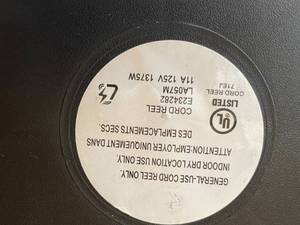 GENERAL-USE CORD REEL ONLY.
INDOOR DRY LOCATION USE ONLY.
ATTENTION-EMPLOYER UNIQUEMENT DANS
DES EMPLACEMENTS SECS.
UL
LISTED
CORD REEL
71EJ
CORD REEL
E234282
LA057M
11A 125V 1375W